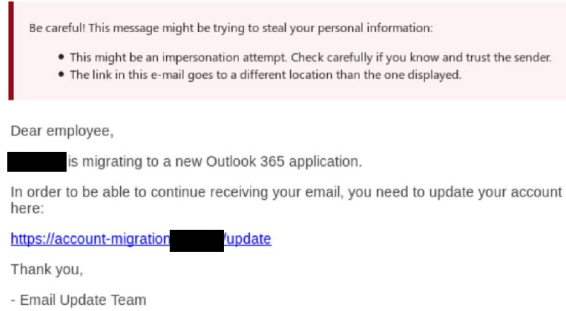 Be careful! This message might be trying to steal your personal information:
• This might be an impersonation attempt. Check carefully if you know and trust the sender.
• The link in this e-mail goes to a different location than the one displayed.
Dear employee,
is migrating to a new Outlook 365 application.
In order to be able to continue receiving your email, you need to update your account
here:
https://account-migration /update
Thank you,
- Email Update Team